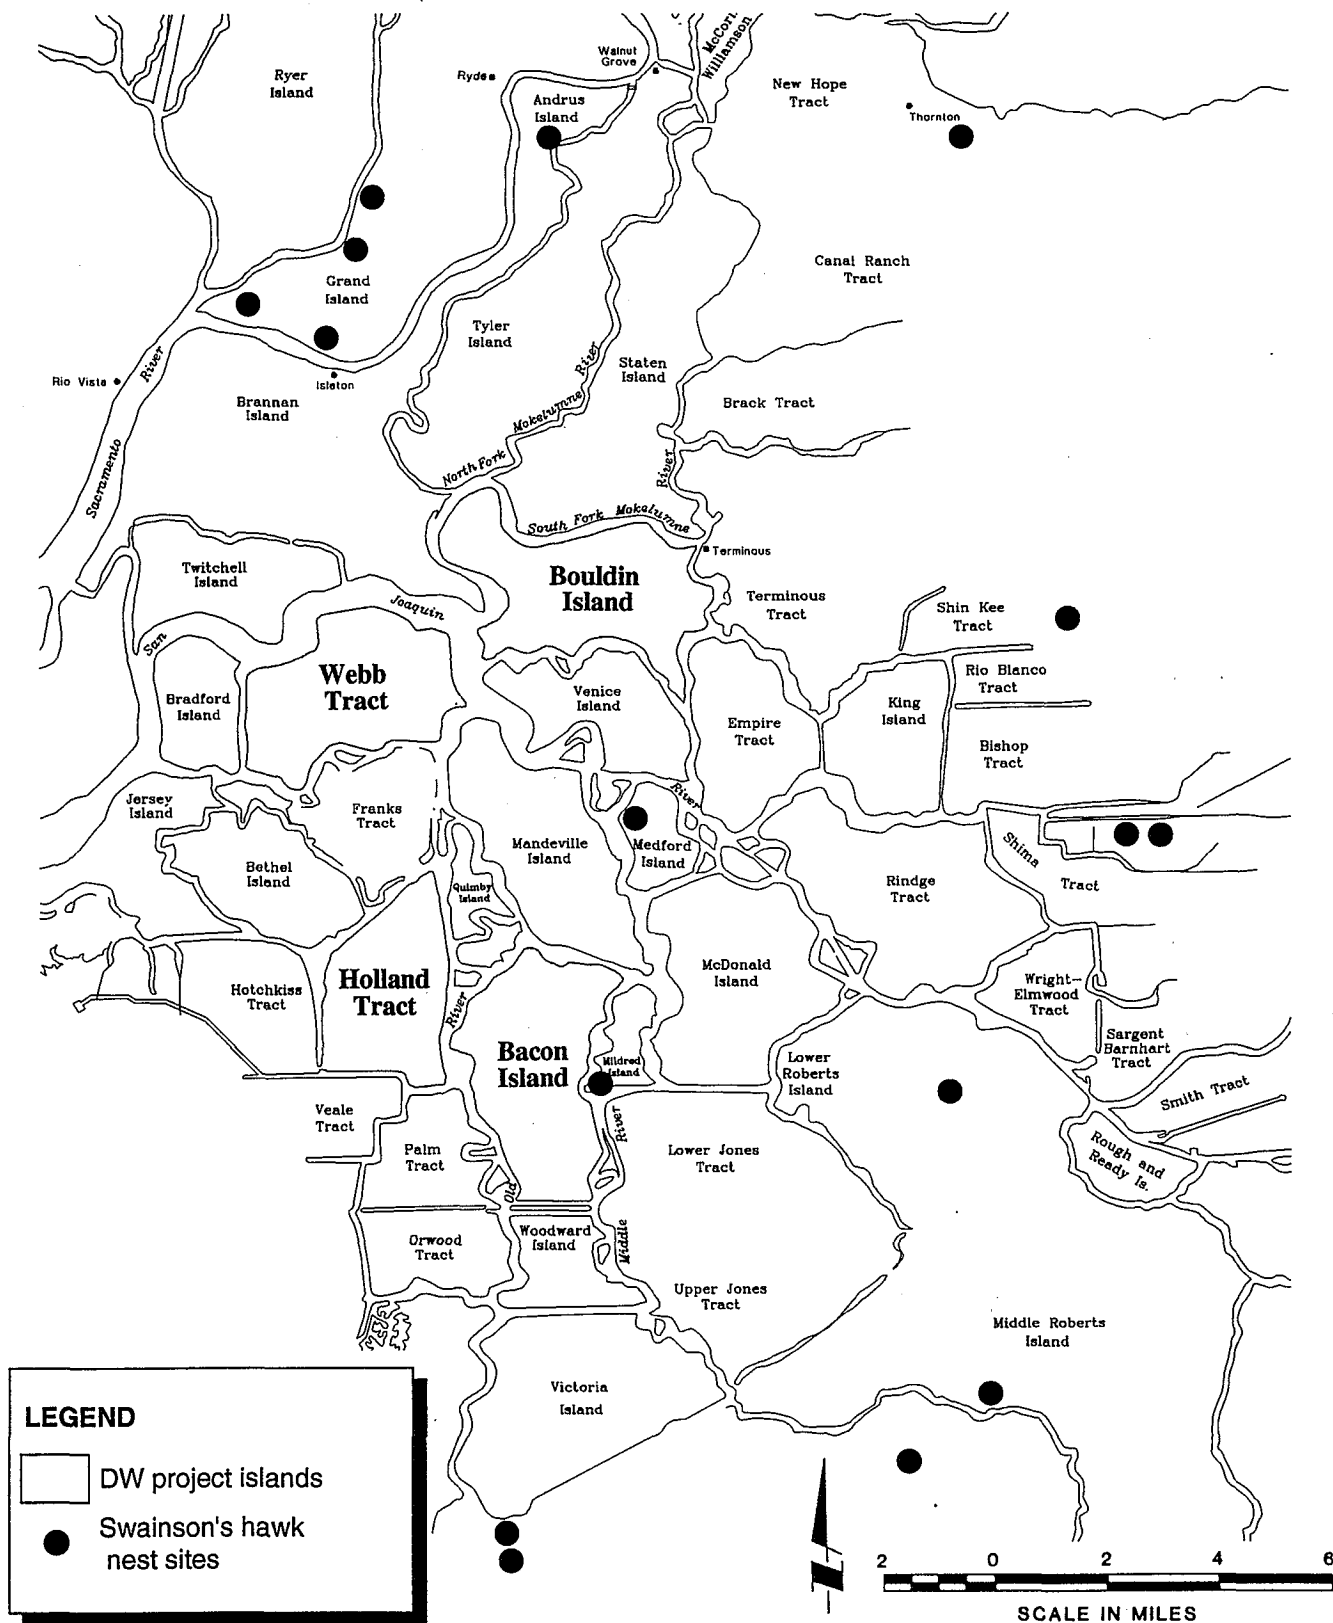 Ryer
Island
Ryde
Walnut
Grove
McCor.
Williamson
Andrus
Island
New Hope
Tract
Thornton
Grand
Island
Canal Ranch
Tract
Tyler
Island
Staten
Island
Rio Vista
River
Sacramento
Isleton
Brannan
Island
Brack Tract
North Fork
Mokelumne
River
River
South Fork Mokelumne
Terminous
Twitchell
Island
Bouldin
Island
Terminous
Tract
Shin Kee
Tract
San
Joaquin
Webb
Tract
Bradford
Island
Venice
Island
Empire
Tract
King
Island
Rio Blanco
Tract
Bishop
Tract
Jersey
Island
Franks
Tract
River
Mandeville
Island
Medford
Island
Bethel
Island
Quimby
Island
Rindge
Tract
Shima
Tract
Holland
Tract
Hotchkiss
Tract
River
McDonald
Island
Wright-
Elmwood
Tract
Bacon
Island
Mildred
Island
Lower
Roberts
Island
Sargent
Barnhart
Tract
Smith Tract
Veale
Tract
Palm
Tract
River
Lower Jones
Tract
Rough and
Ready Is.
Old
Orwood
Tract
Woodward
Island
Middle
Upper Jones
Tract
Middle Roberts
Island
Victoria
Island
LEGEND
DW project islands
Swainson's hawk
nest sites
2 0 2 4 6
SCALE IN MILES